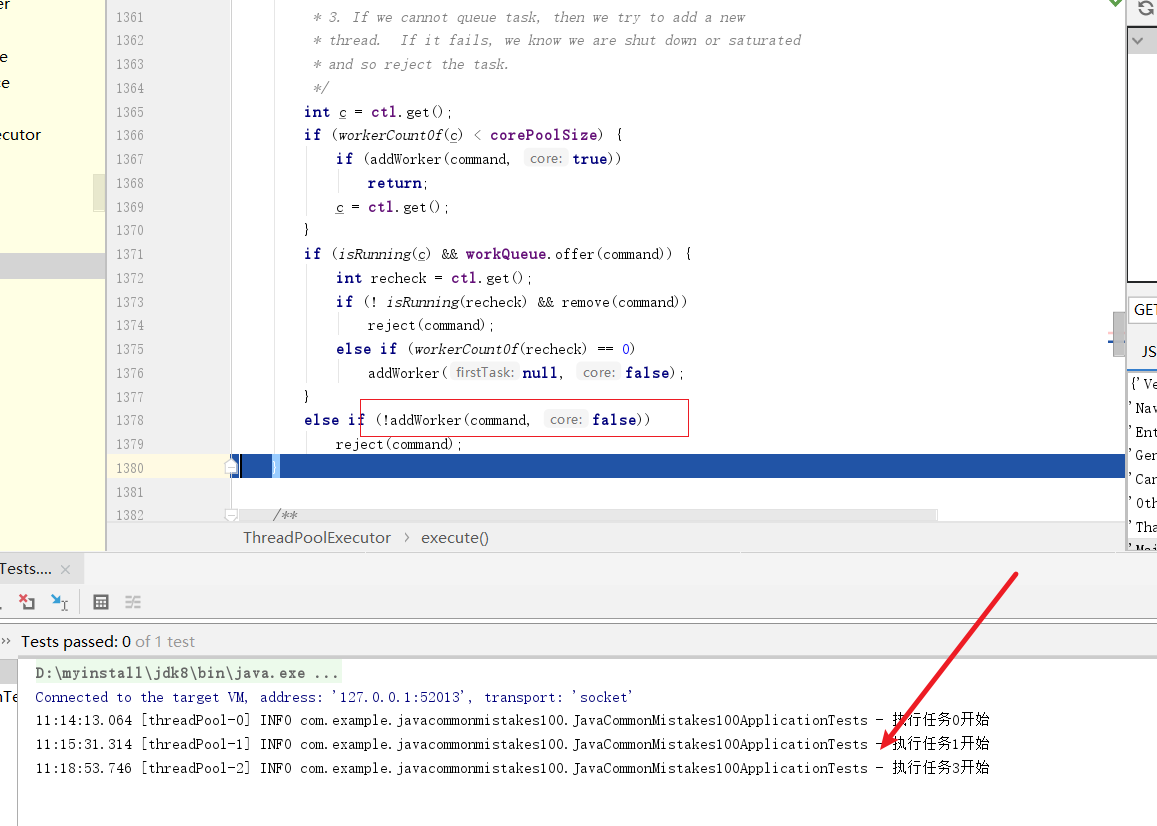 er
e
ce
ecutor
1361 * 3. If we cannot queue task, then we try to add a new
1362 * thread.  If it fails, we know we are shut down or saturated
1363 * and so reject the task.
1364 */
1365 int c = ctl.get();
1366 if (workerCountOf(c) < corePoolSize) {
1367 if (addWorker(command, core: true))
1368 return;
1369 c = ctl.get();
1370 }
1371 if (isRunning(c) && workQueue.offer(command)) {
1372 int recheck = ctl.get();
1373 if (! isRunning(recheck) && remove(command))
1374 reject(command);
1375 else if (workerCountOf(recheck) == 0)
1376 addWorker( firstTask: null, core: false);
1377 }
1378 else if (!addWorker(command, core: false))
1379 reject(command);
1380 }
1381
1382 /**
ThreadPoolExecutor › execute()
GET
JS
{'Ve
'Nav
'Ent
'Ger
'Car
'Oth
'Tha
'Mai
Tests....
Tests passed: 0 of 1 test
D:\myinstall\jdk8\bin\java.exe ...
Connected to the target VM, address: '127.0.0.1:52013', transport: 'socket'
11:14:13.064 [threadPool-0] INFO com.example.javacommonmistakes100.JavaCommonMistakes100ApplicationTests - 执行任务0开始
11:15:31.314 [threadPool-1] INFO com.example.javacommonmistakes100.JavaCommonMistakes100ApplicationTests - 执行任务1开始
11:18:53.746 [threadPool-2] INFO com.example.javacommonmistakes100.JavaCommonMistakes100ApplicationTests - 执行任务3开始
nTe